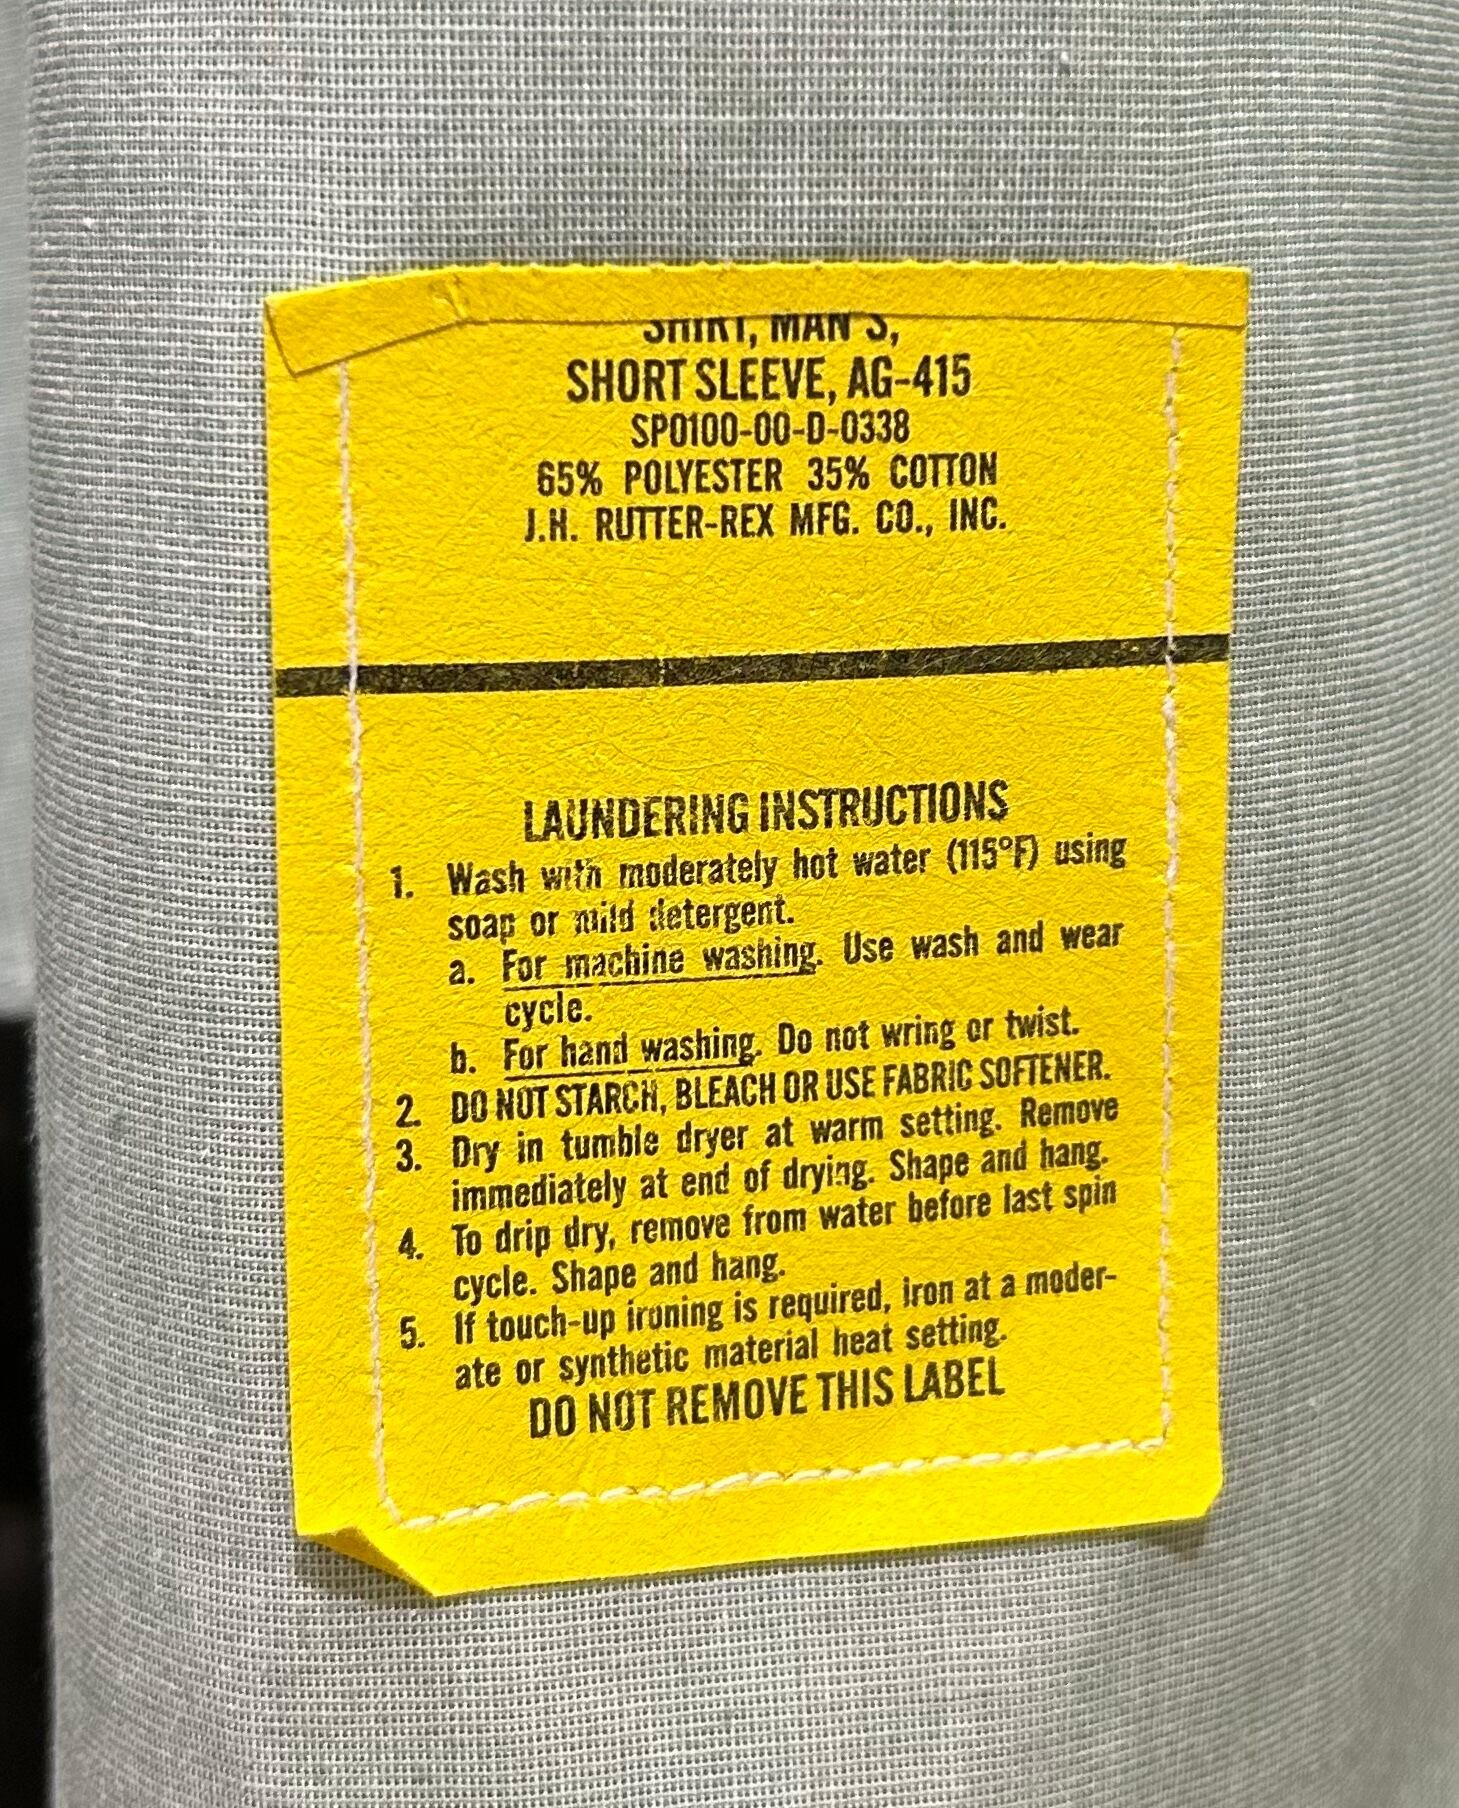 SHIRT, MAN'S,
SHORT SLEEVE, AG-415
SP0100-00-D-0338
65% POLYESTER 35% COTTON
J.H. RUTTER-REX MFG. CO., INC.
LAUNDERING INSTRUCTIONS
1. Wash with moderately hot water (115°F) using
soap or mild detergent.
a. For machine washing. Use wash and wear
cycle.
b. For hand washing. Do not wring or twist.
2. DO NOT STARCH, BLEACH OR USE FABRIC SOFTENER.
3. Dry in tumble dryer at warm setting. Remove
immediately at end of drying. Shape and hang.
4. To drip dry, remove from water before last spin
cycle. Shape and hang.
5. If touch-up ironing is required, iron at a moder-
ate or synthetic material heat setting.
DO NOT REMOVE THIS LABEL